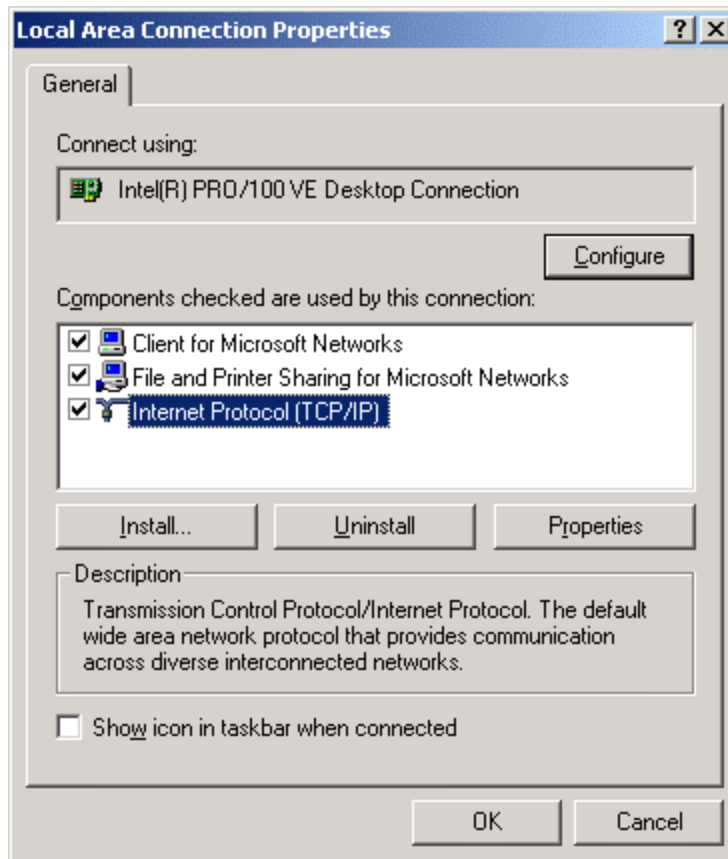 Local Area Connection Properties
General
Connect using:
Intel(R) PRO/100 VE Desktop Connection
Configure
Components checked are used by this connection:
Client for Microsoft Networks
File and Printer Sharing for Microsoft Networks
Internet Protocol (TCP/IP)
Install...
Uninstall
Properties
Description
Transmission Control Protocol/Internet Protocol. The default
wide area network protocol that provides communication
across diverse interconnected networks.
Show icon in taskbar when connected
OK
Cancel